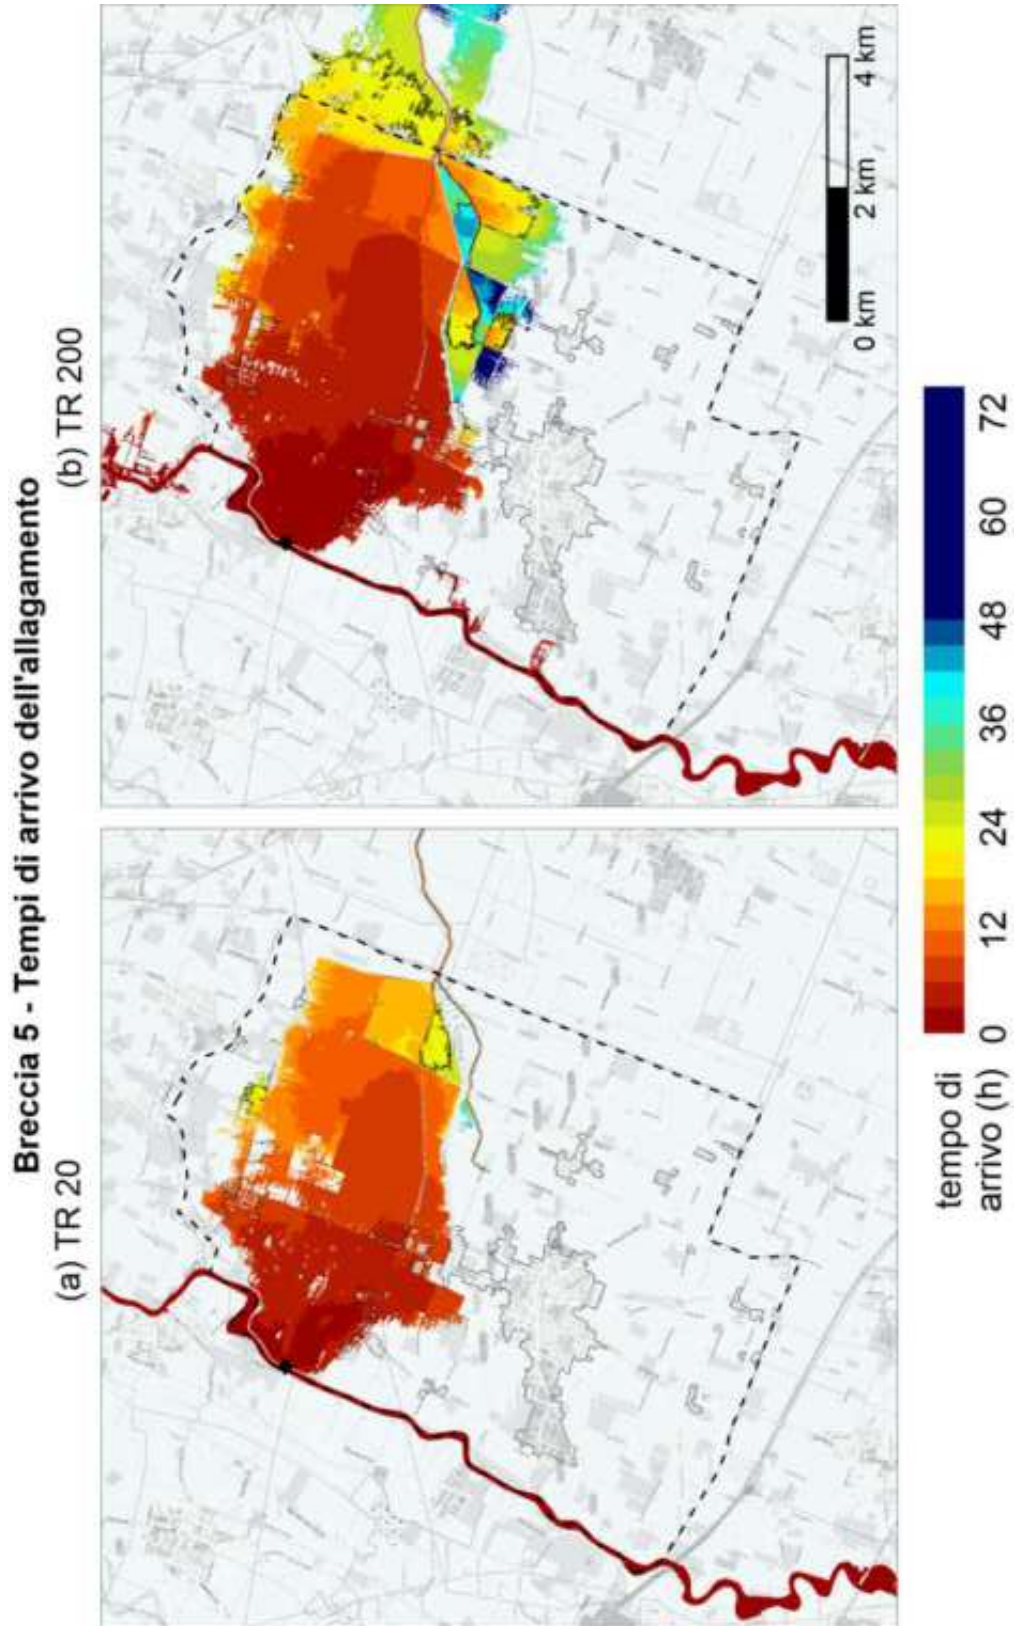 Breccia 5 - Tempi di arrivo dell'allagamento
(a) TR 20
(b) TR 200
0 km
2 km
4 km
tempo di
arrivo (h)
0
12
24
36
48
60
72